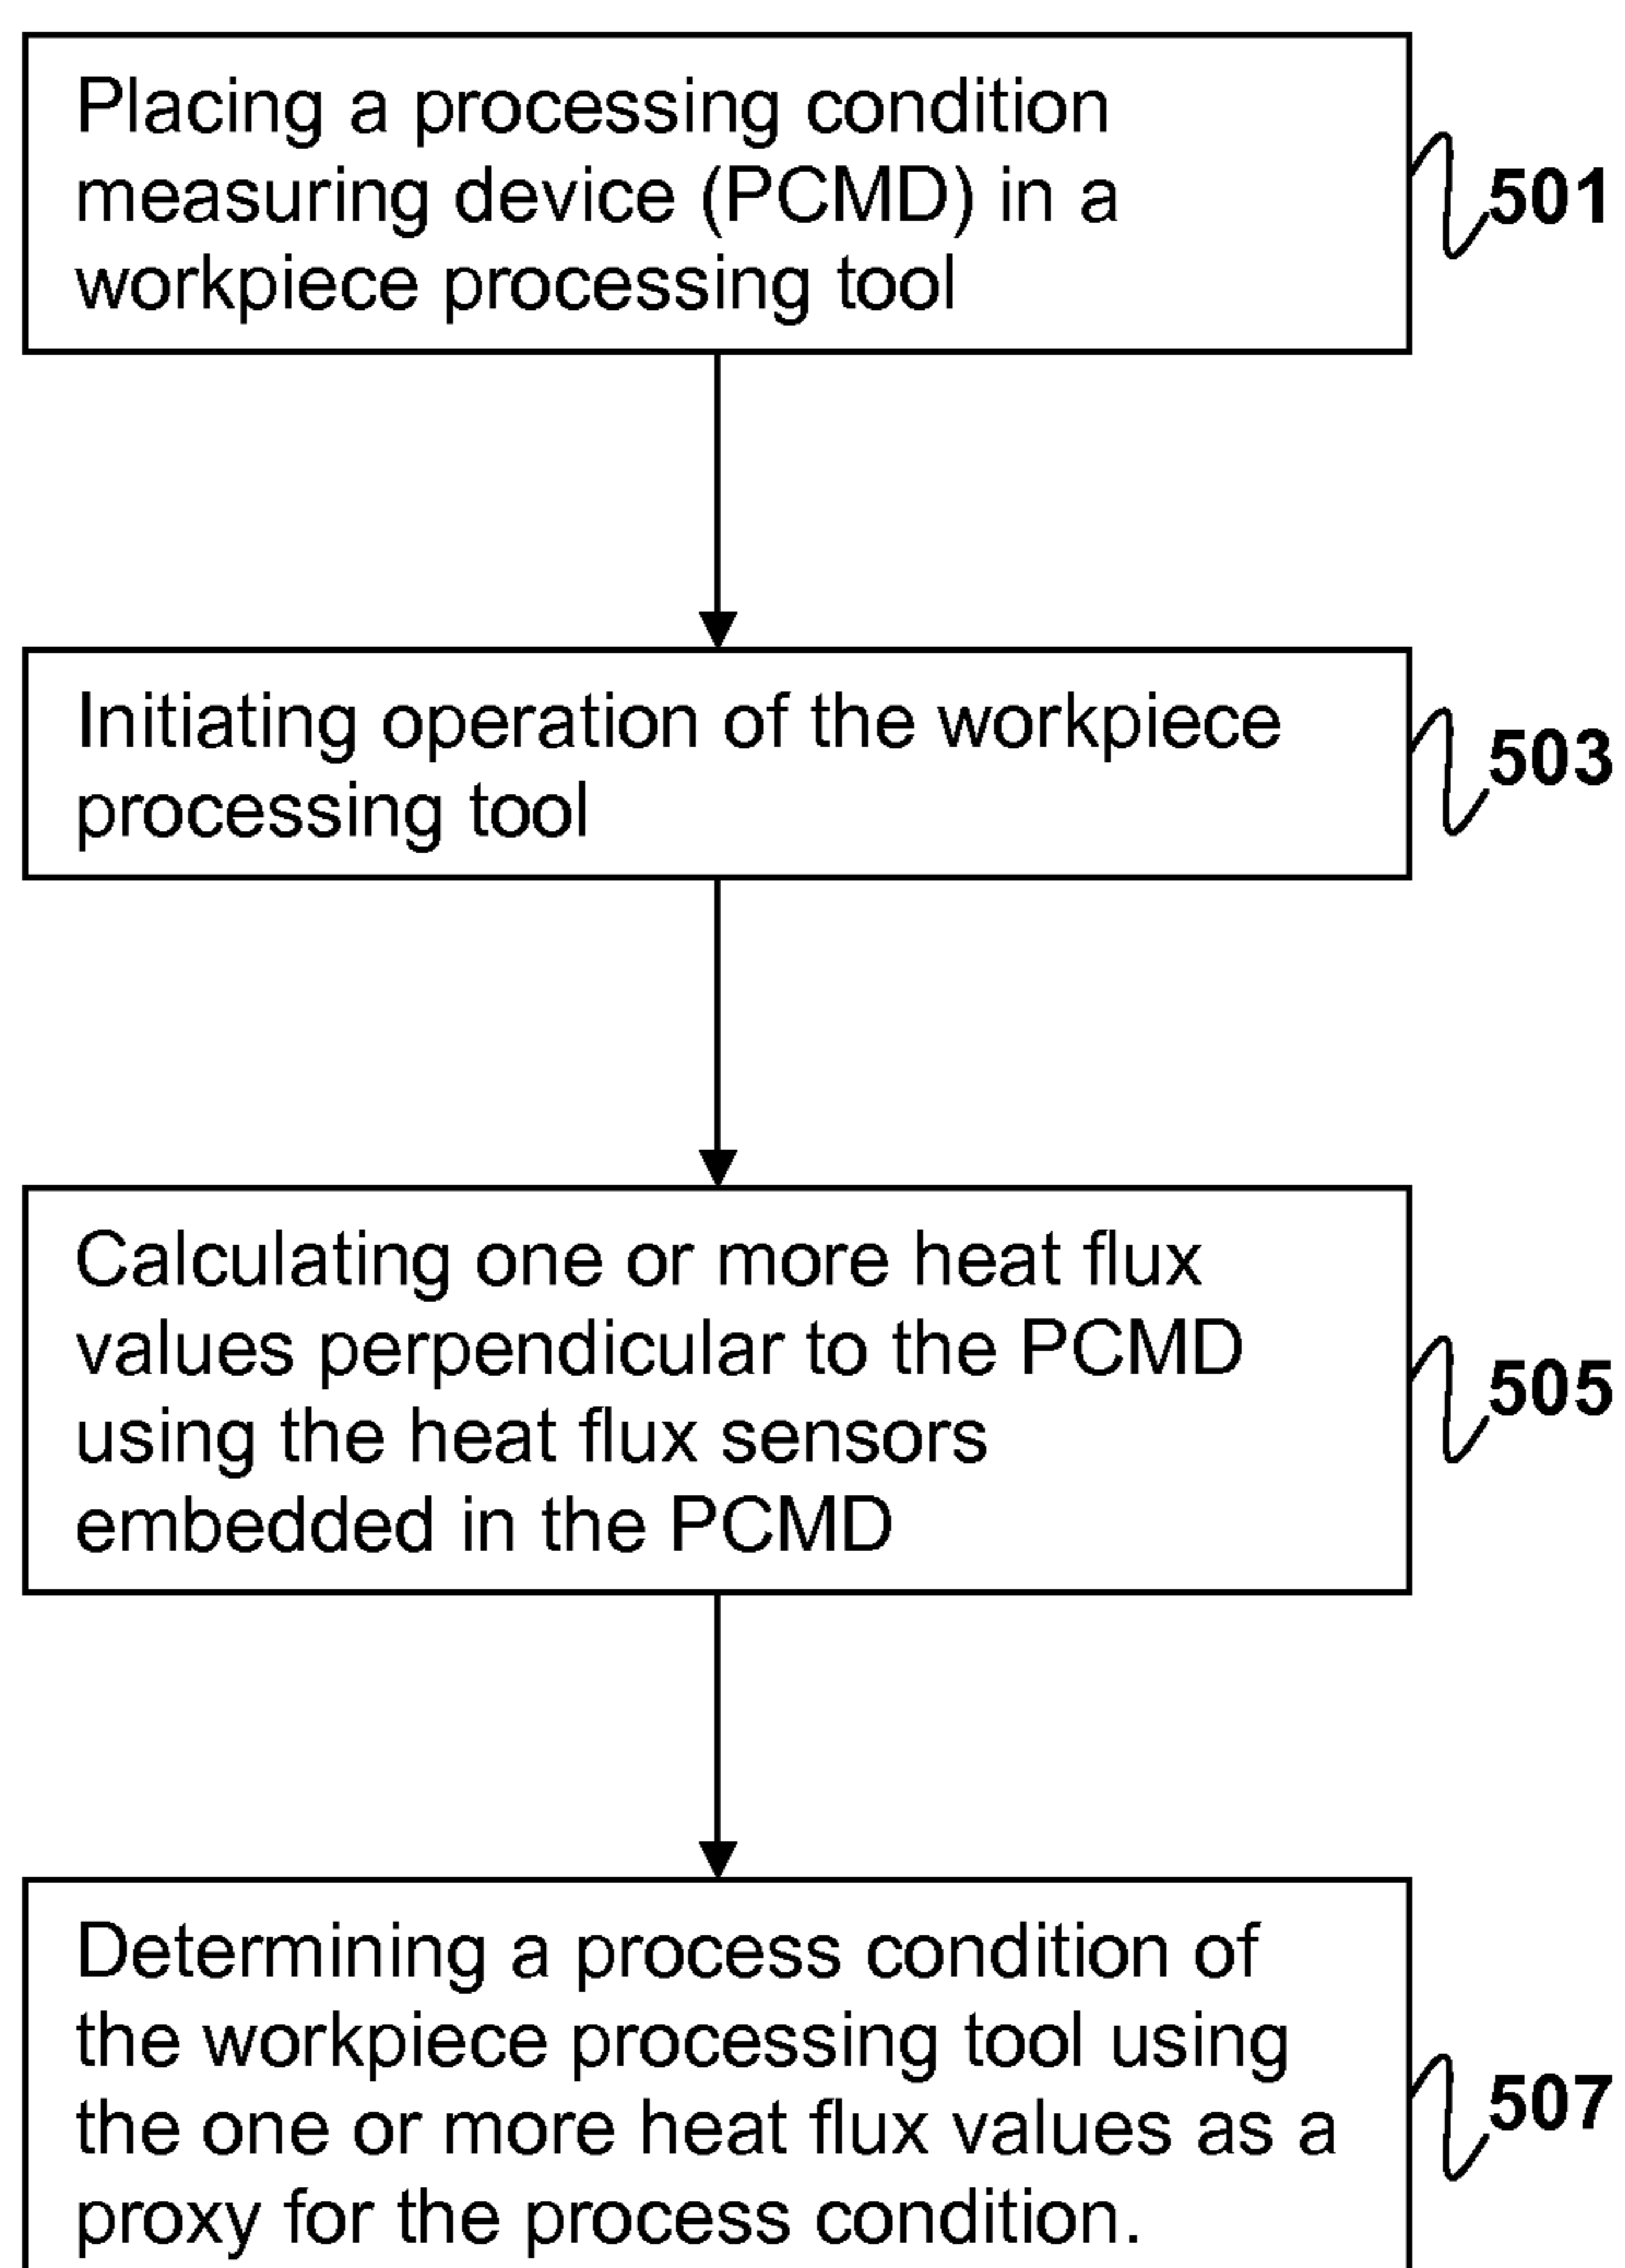 Placing a processing condition
measuring device (PCMD) in a
workpiece processing tool
501
Initiating operation of the workpiece
processing tool
503
Calculating one or more heat flux
values perpendicular to the PCMD
using the heat flux sensors
embedded in the PCMD
505
Determining a process condition of
the workpiece processing tool using
the one or more heat flux values as a
proxy for the process condition.
507